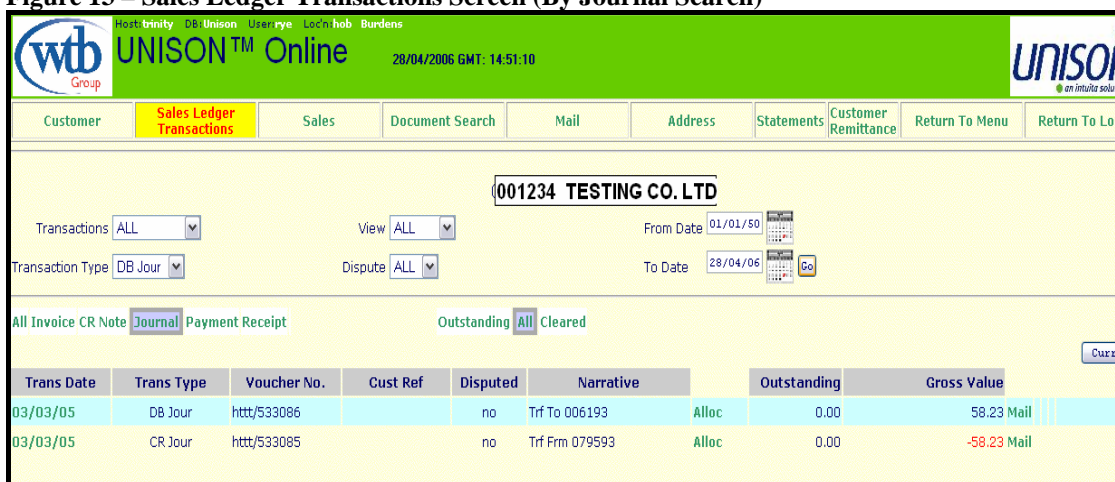 Figure 13 – Sales Ledger Transactions Screen (By Journal Search)
Host:trinity DB:Unison User:rye Loc'n:hob Burdens
wtb Group
UNISON™ Online
28/04/2006 GMT: 14:51:10
UNISO
an intuita solu
Customer Sales Ledger Transactions Sales Document Search Mail Address Statements Customer Remittance Return To Menu Return To Lo
001234 TESTING CO. LTD
Transactions ALL View ALL From Date 01/01/50
Transaction Type DB Jour Dispute ALL To Date 28/04/06 Go
All Invoice CR Note Journal Payment Receipt Outstanding All Cleared
Curr
Trans Date Trans Type Voucher No. Cust Ref Disputed Narrative Outstanding Gross Value
03/03/05 DB Jour httt/533086 no Trf To 006193 Alloc 0.00 58.23 Mail
03/03/05 CR Jour httt/533085 no Trf Frm 079593 Alloc 0.00 -58.23 Mail